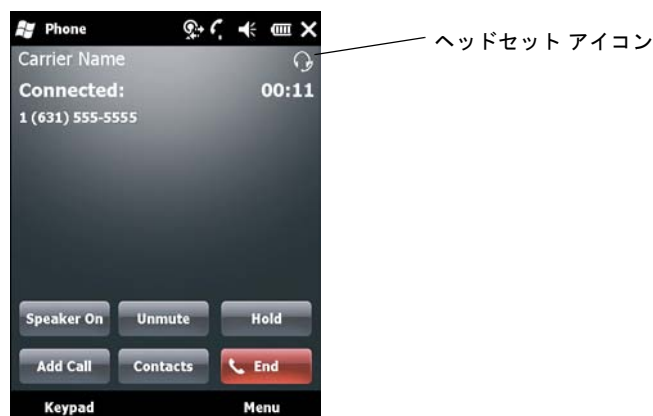 Phone
ヘッドセット アイコン
Carrier Name
Connected: 00:11
1 (631) 555-5555
Speaker On Unmute Hold
Add Call Contacts End
Keypad Menu